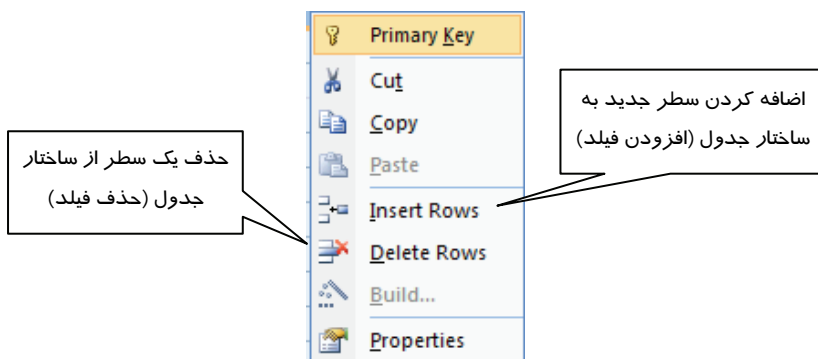 Primary Key
Cut
Copy
Paste
Insert Rows
Delete Rows
Build...
Properties
اضافه کردن سطر جدید به
ساختار جدول (افزودن فیلد)
حذف یک سطر از ساختار
جدول (حذف فیلد)